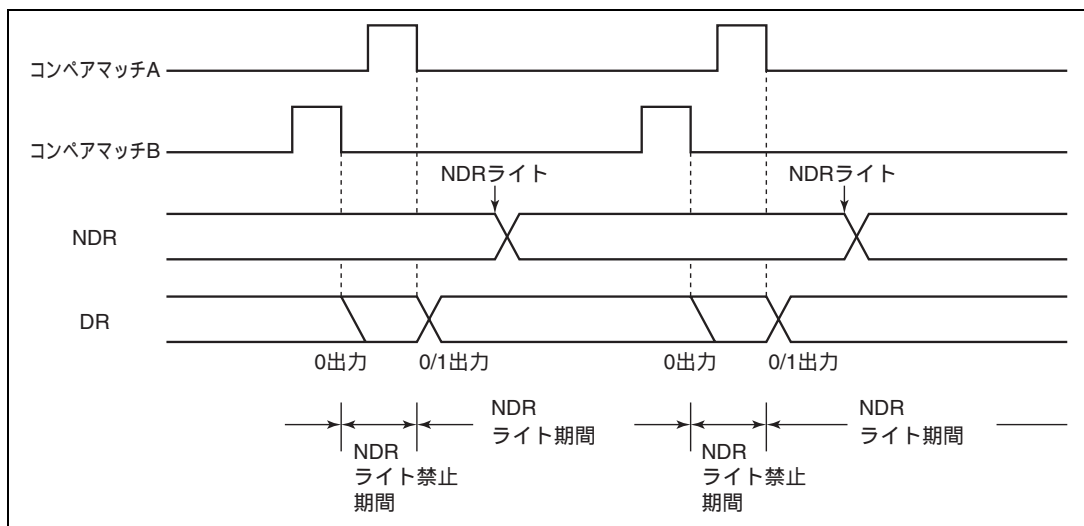 コンペアマッチA
コンペアマッチB
NDRライト
NDRライト
NDR
DR
0出力
0/1出力
0出力
0/1出力
NDR
ライト期間
NDR
ライト期間
NDR
ライト禁止
期間
NDR
ライト禁止
期間